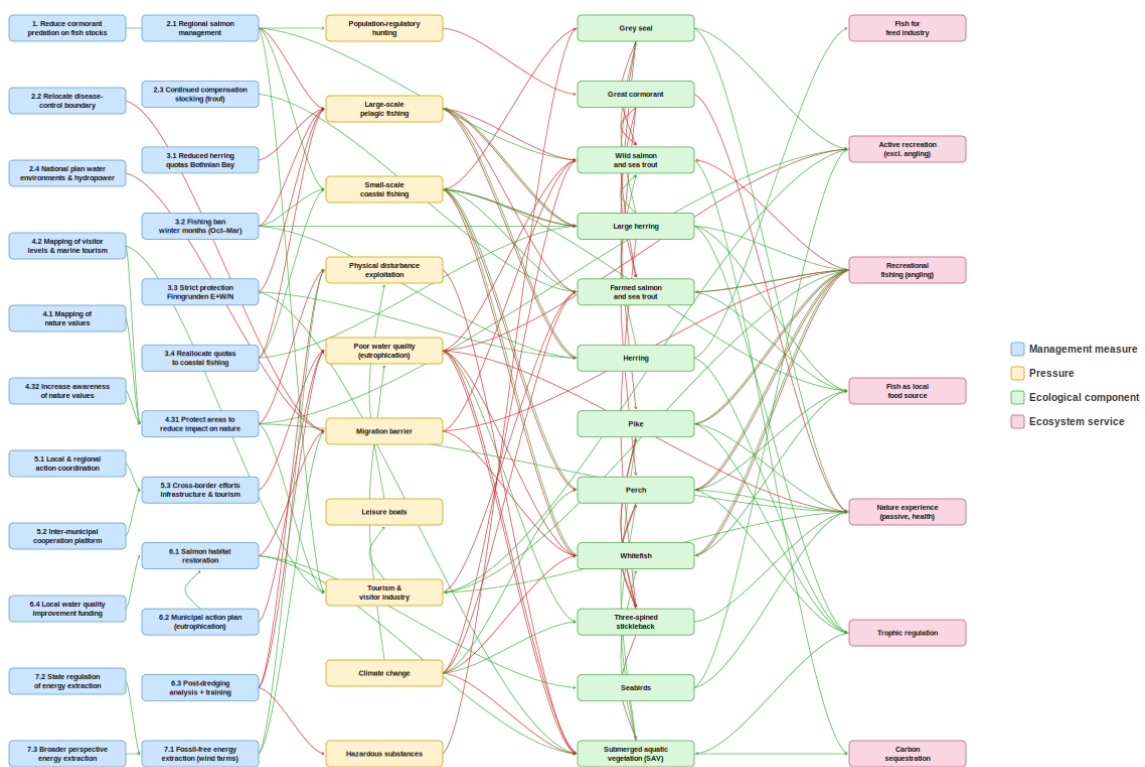 1. Reduce cormorant
predation on fish stocks
2.2 Relocate disease-
control boundary
2.4 National plan water
environments & hydropower
4.2 Mapping of visitor
levels & marine tourism
4.1 Mapping of
nature values
4.32 Increase awareness
of nature values
5.1 Local & regional
action coordination
5.2 Inter-municipal
cooperation platform
6.4 Local water quality
improvement funding
7.2 State regulation
of energy extraction
7.3 Broader perspective
energy extraction
2.1 Regional salmon
management
2.3 Continued compensation
stocking (trout)
3.1 Reduced herring
quotas Bothnian Bay
3.2 Fishing ban
winter months (Oct–Mar)
3.3 Strict protection
Finngrunden E+W/N
3.4 Reallocate quotas
to coastal fishing
4.31 Protect areas to
reduce impact on nature
5.3 Cross-border efforts
infrastructure & tourism
6.1 Salmon habitat
restoration
6.2 Municipal action plan
(eutrophication)
6.3 Post-dredging
analysis + training
7.1 Fossil-free energy
extraction (wind farms)
Population-regulatory
hunting
Large-scale
pelagic fishing
Small-scale
coastal fishing
Physical disturbance
exploitation
Poor water quality
(eutrophication)
Migration barrier
Leisure boats
Tourism &
visitor industry
Climate change
Hazardous substances
Grey seal
Great cormorant
Wild salmon
and sea trout
Large herring
Farmed salmon
and sea trout
Herring
Pike
Perch
Whitefish
Three-spined
stickleback
Seabirds
Submerged aquatic
vegetation (SAV)
Fish for
feed industry
Active recreation
(excl. angling)
Recreational
fishing (angling)
Fish as local
food source
Nature experience
(passive, health)
Trophic regulation
Carbon
sequestration
Management measure
Pressure
Ecological component
Ecosystem service